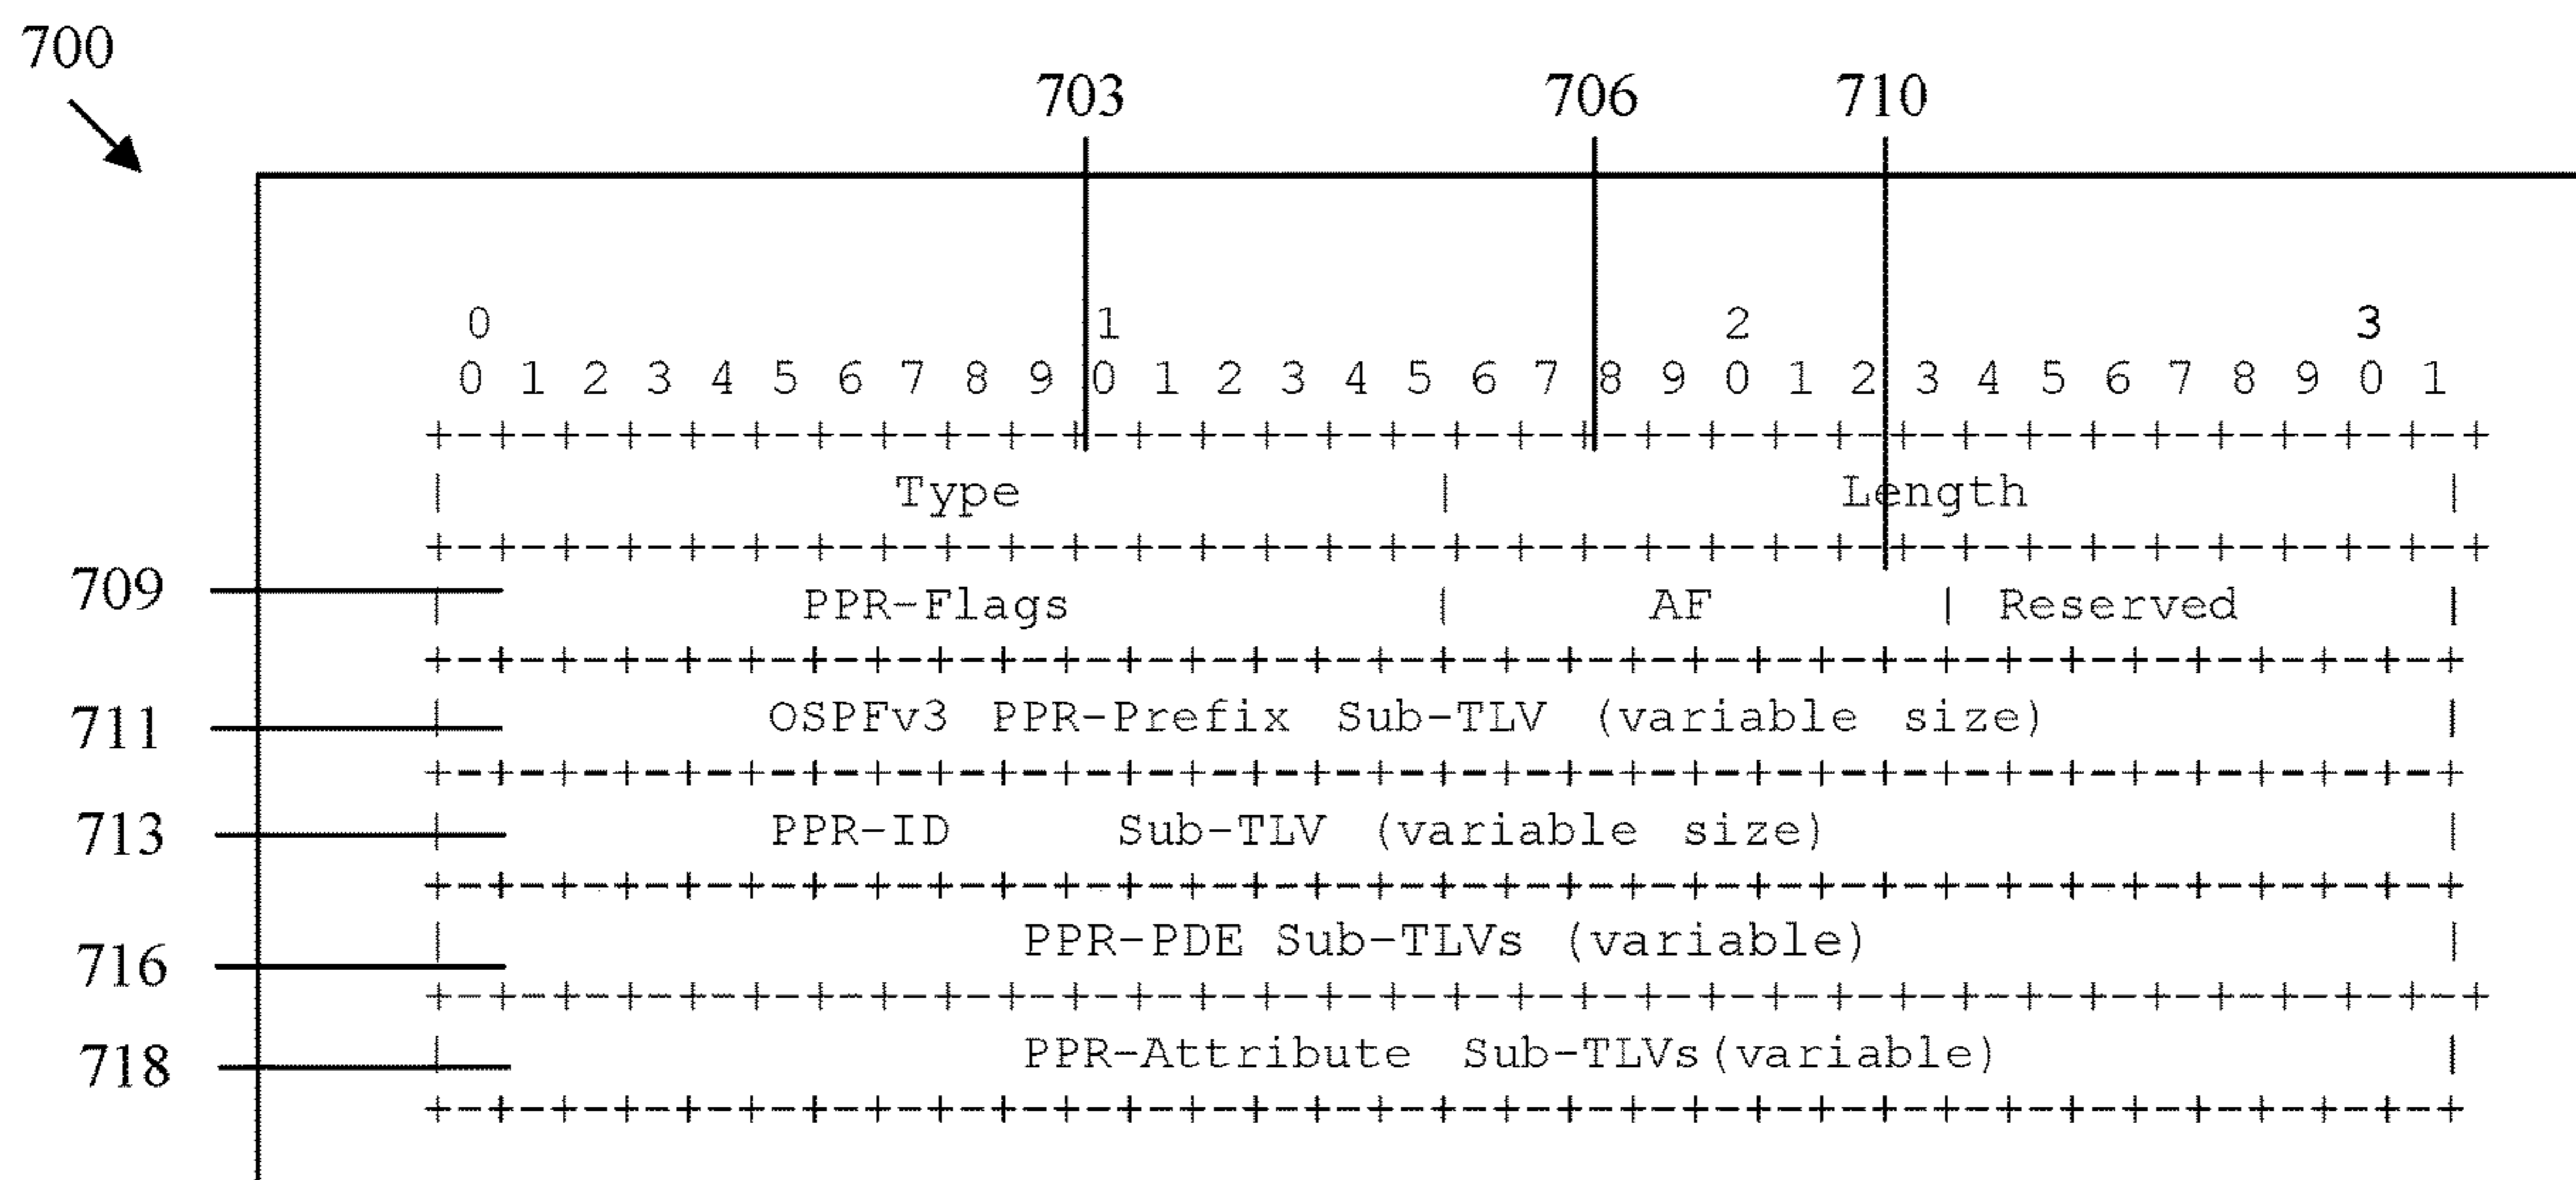 700
703 706 710
0 1 2 3
0 1 2 3 4 5 6 7 8 9 0 1 2 3 4 5 6 7 8 9 0 1 2 3 4 5 6 7 8 9 0 1
+-+-+-+-+-+-+-+-+-+-+-+-+-+-+-+-+-+-+-+-+-+-+-+-+-+-+-+-+-+-+-+-+
| Type | Length |
+-+-+-+-+-+-+-+-+-+-+-+-+-+-+-+-+-+-+-+-+-+-+-+-+-+-+-+-+-+-+-+-+
709 | PPR-Flags | AF | Reserved |
+-+-+-+-+-+-+-+-+-+-+-+-+-+-+-+-+-+-+-+-+-+-+-+-+-+-+-+-+-+-+-+-+
711 | OSPFv3 PPR-Prefix Sub-TLV (variable size) |
+-+-+-+-+-+-+-+-+-+-+-+-+-+-+-+-+-+-+-+-+-+-+-+-+-+-+-+-+-+-+-+-+
713 | PPR-ID Sub-TLV (variable size) |
+-+-+-+-+-+-+-+-+-+-+-+-+-+-+-+-+-+-+-+-+-+-+-+-+-+-+-+-+-+-+-+-+
716 | PPR-PDE Sub-TLVs (variable) |
+-+-+-+-+-+-+-+-+-+-+-+-+-+-+-+-+-+-+-+-+-+-+-+-+-+-+-+-+-+-+-+-+
718 | PPR-Attribute Sub-TLVs(variable) |
+-+-+-+-+-+-+-+-+-+-+-+-+-+-+-+-+-+-+-+-+-+-+-+-+-+-+-+-+-+-+-+-+